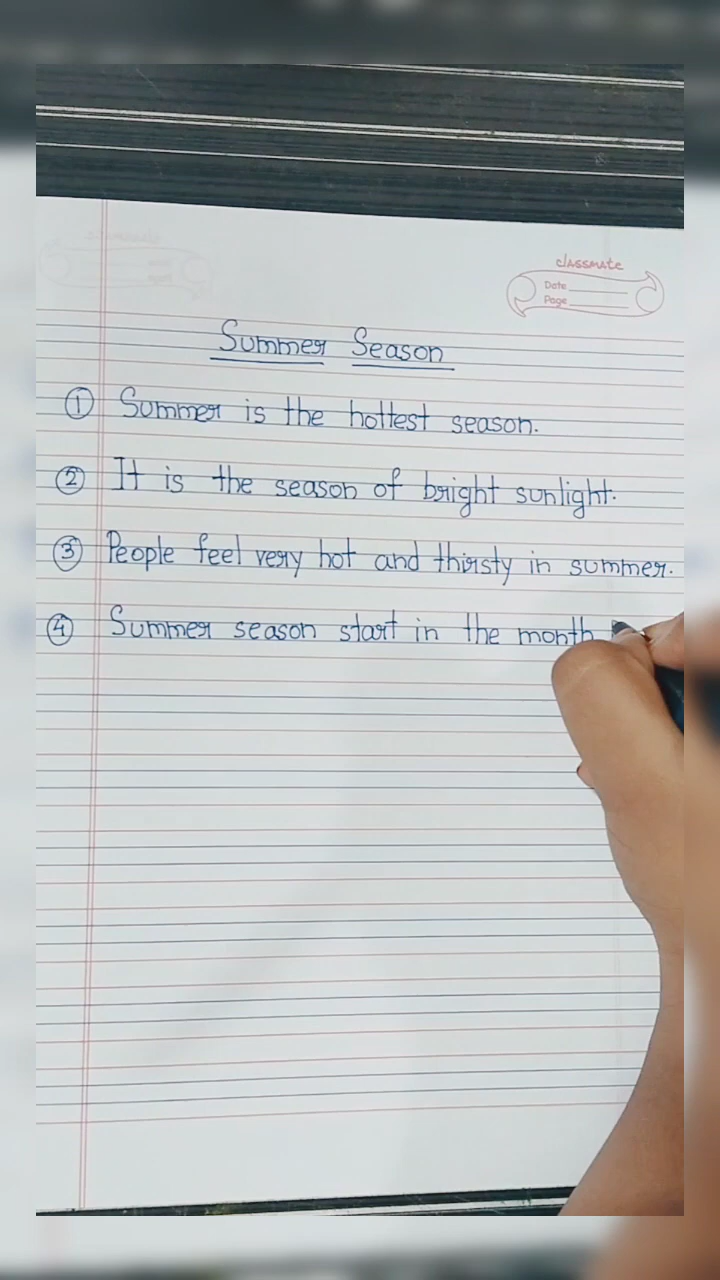 classmate
Date
Page
Summer Season
① Summer is the hottest season.
② It is the season of bright sunlight.
③ People feel very hot and thirsty in summer.
④ Summer season start in the month